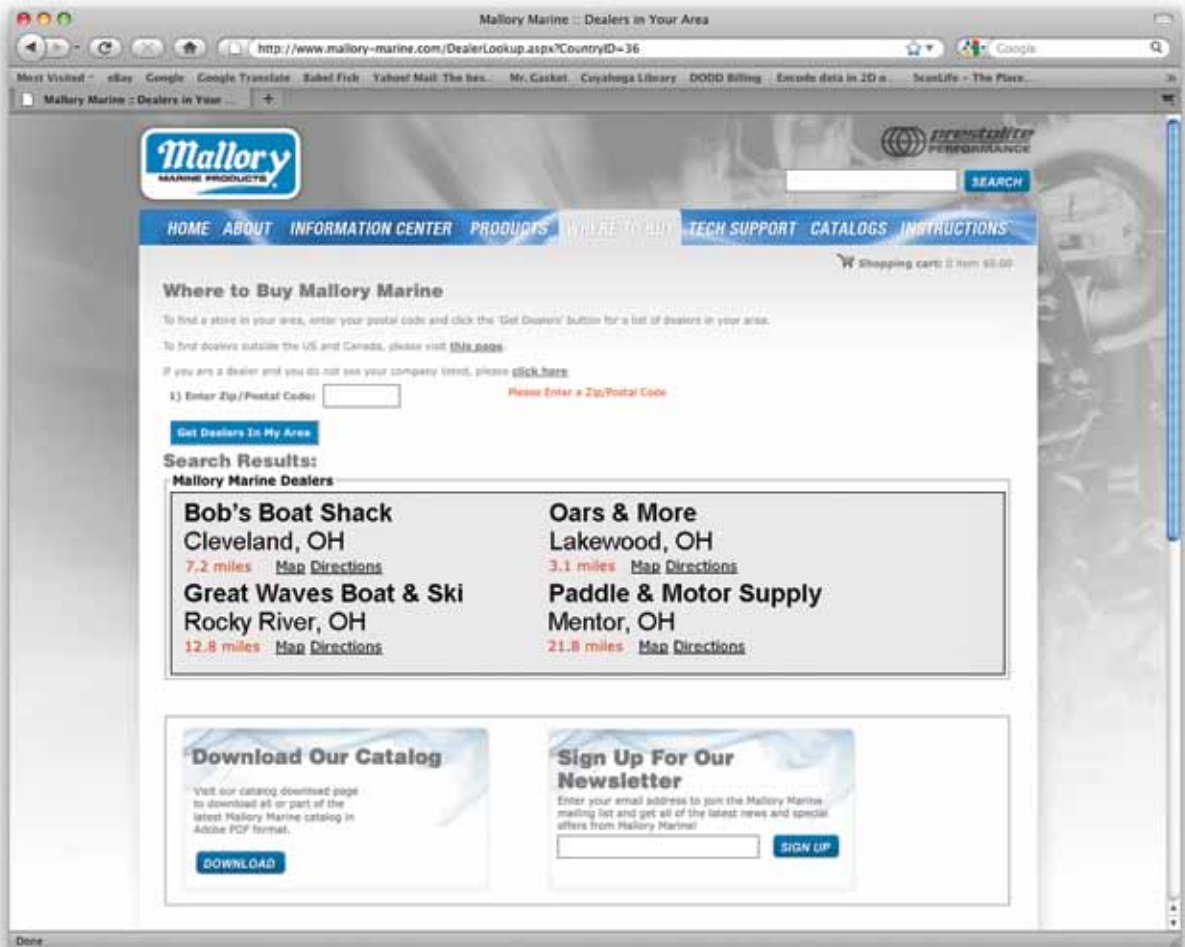 Mallory Marine :: Dealers in Your Area
http://www.mallory-marine.com/DealerLookup.aspx?CountryID=36
Google
Most Visited eBay Google Google Translate Babel Fish Yahoo! Mail: The bes... Mr. Gasket Cuyahoga Library DODD Billing Encode data in 2D a... ScanLife - The Place...
Mallory Marine :: Dealers in Your ... +
Mallory
MARINE PRODUCTS
prestolite
PERFORMANCE
SEARCH
HOME ABOUT INFORMATION CENTER PRODUCTS WHERE TO BUY TECH SUPPORT CATALOGS INSTRUCTIONS
Shopping cart: 0 item $0.00
Where to Buy Mallory Marine
To find a store in your area, enter your postal code and click the 'Get Dealers' button for a list of dealers in your area.
To find dealers outside the US and Canada, please visit this page.
If you are a dealer and you do not see your company listed, please click here
1) Enter Zip/Postal Code:
Please Enter a Zip/Postal Code
Get Dealers In My Area
Search Results:
Mallory Marine Dealers
Bob's Boat Shack
Cleveland, OH
7.2 miles Map Directions
Oars & More
Lakewood, OH
3.1 miles Map Directions
Great Waves Boat & Ski
Rocky River, OH
12.8 miles Map Directions
Paddle & Motor Supply
Mentor, OH
21.8 miles Map Directions
Download Our Catalog
Visit our catalog download page
to download all or part of the
latest Mallory Marine catalog in
Adobe PDF format.
DOWNLOAD
Sign Up For Our
Newsletter
Enter your email address to join the Mallory Marine
mailing list and get all of the latest news and special
offers from Mallory Marine!
SIGN UP
Done